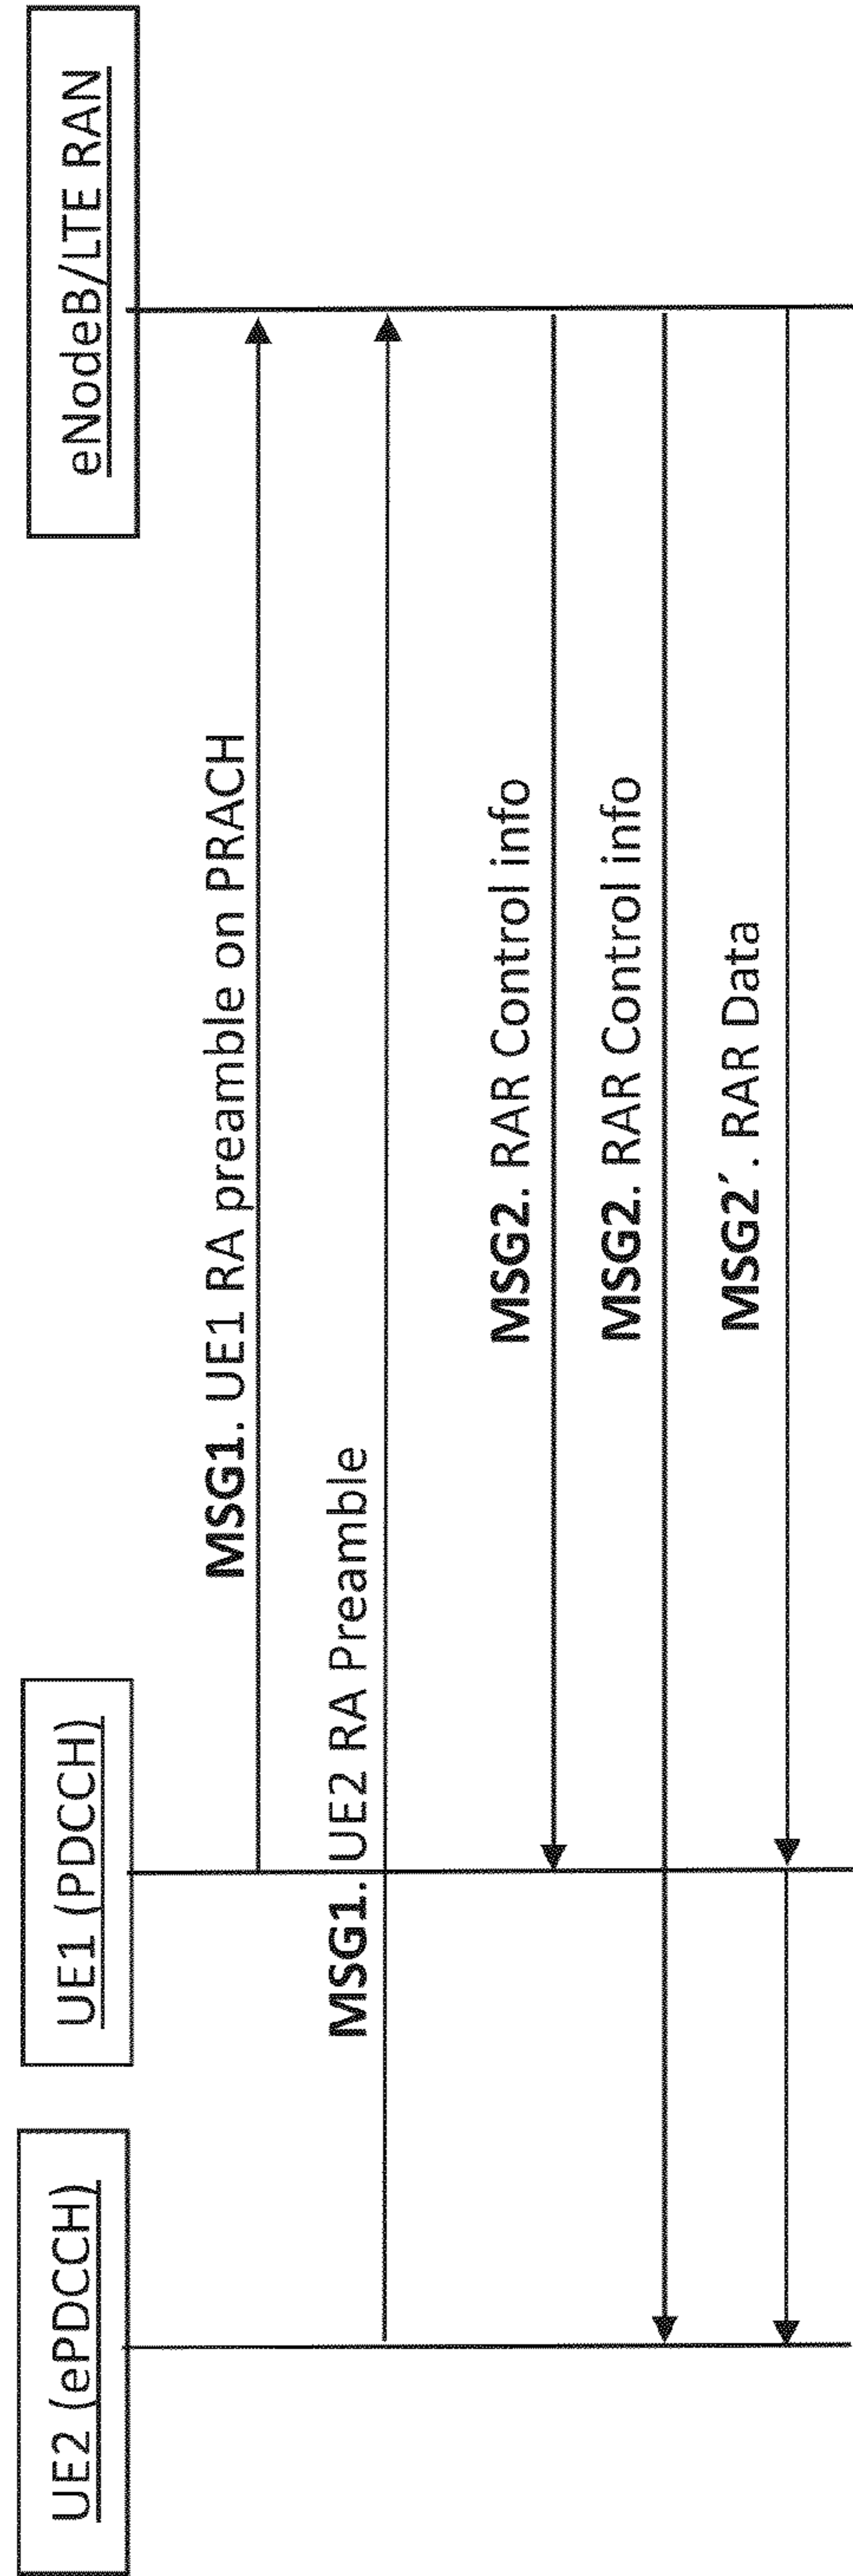 UE2 (ePDCCH)
UE1 (PDCCH)
eNodeB/LTE RAN
MSG1. UE1 RA preamble on PRACH
MSG1. UE2 RA Preamble
MSG2. RAR Control info
MSG2. RAR Control info
MSG2´. RAR Data